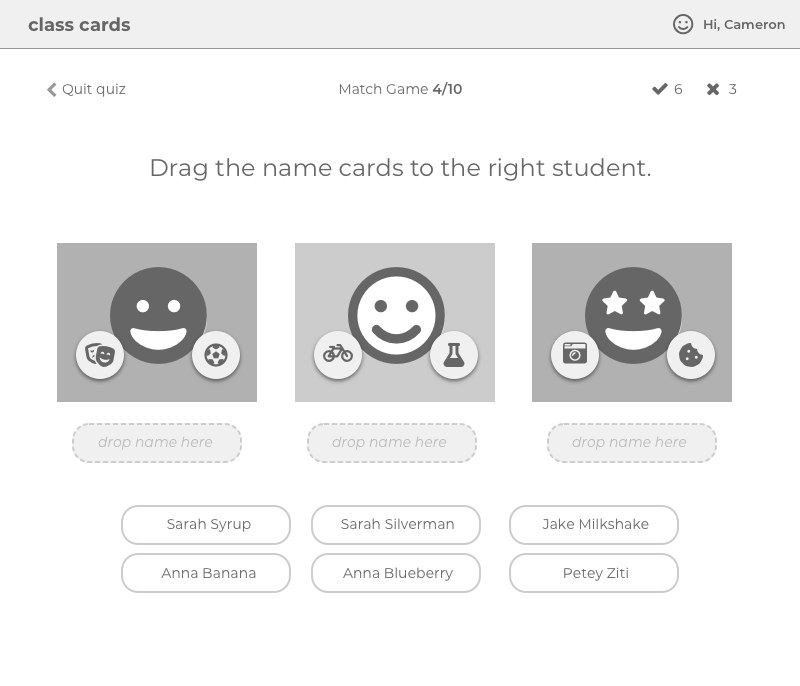 class cards
Hi, Cameron
Quit quiz
Match Game 4/10
6
3
Drag the name cards to the right student.
drop name here
drop name here
drop name here
Sarah Syrup
Sarah Silverman
Jake Milkshake
Anna Banana
Anna Blueberry
Petey Ziti